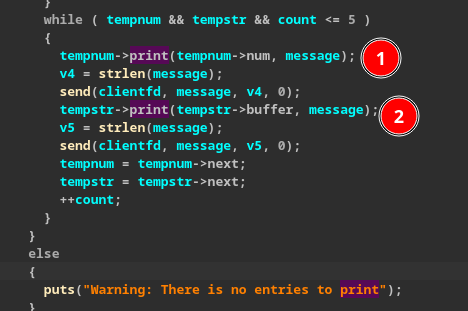 }
while ( tempnum && tempstr && count <= 5 )
{
tempnum->print(tempnum->num, message); 1
v4 = strlen(message);
send(clientfd, message, v4, 0);
tempstr->print(tempstr->buffer, message); 2
v5 = strlen(message);
send(clientfd, message, v5, 0);
tempnum = tempnum->next;
tempstr = tempstr->next;
++count;
}
}
else
{
puts("Warning: There is no entries to print");
}